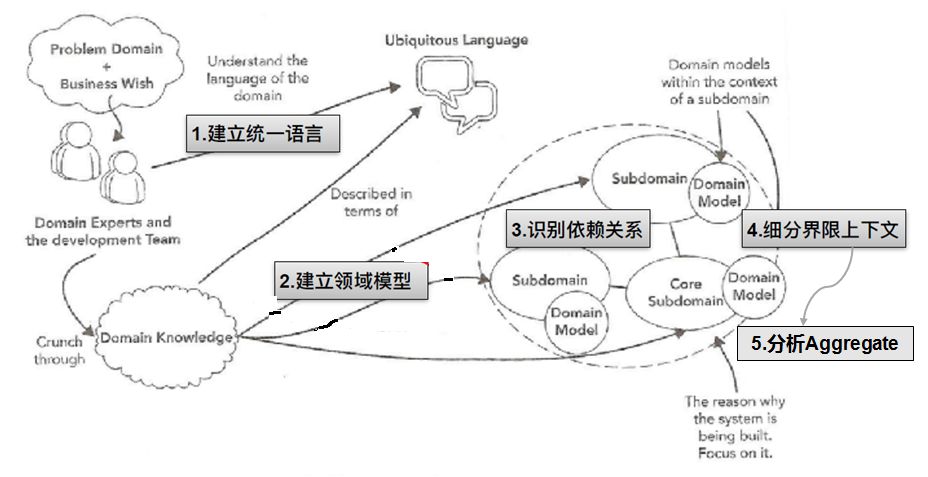 Problem Domain
+
Business Wish
Understand the
language of the
domain
Ubiquitous Language
Domain models
within the context
of a subdomain
1.建立统一语言
Domain Experts and
the development Team
Described in
terms of
Subdomain
Domain
Model
3.识别依赖关系
4.细分界限上下文
2.建立领域模型
Subdomain
Domain
Model
Core
Subdomain
Domain
Model
Crunch
through
Domain Knowledge
5.分析Aggregate
The reason why
the system is
being built.
Focus on it.